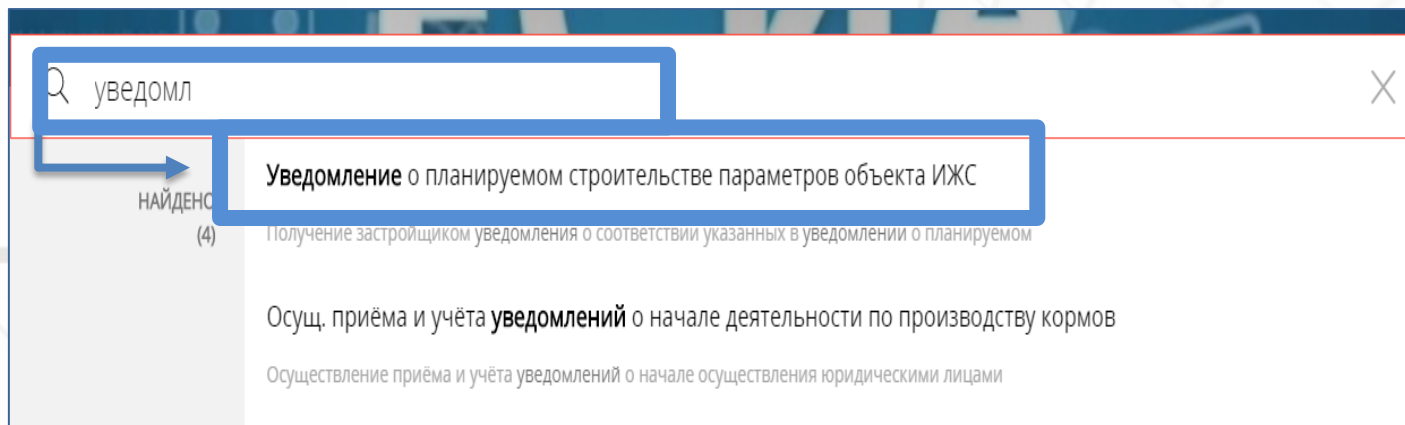 уведомл
Уведомление о планируемом строительстве параметров объекта ИЖС
НАЙДЕНО
(4)
Получение застройщиком уведомления о соответствии указанных в уведомлении о планируемом
Осущ. приёма и учёта уведомлений о начале деятельности по производству кормов
Осуществление приёма и учёта уведомлений о начале осуществления юридическими лицами